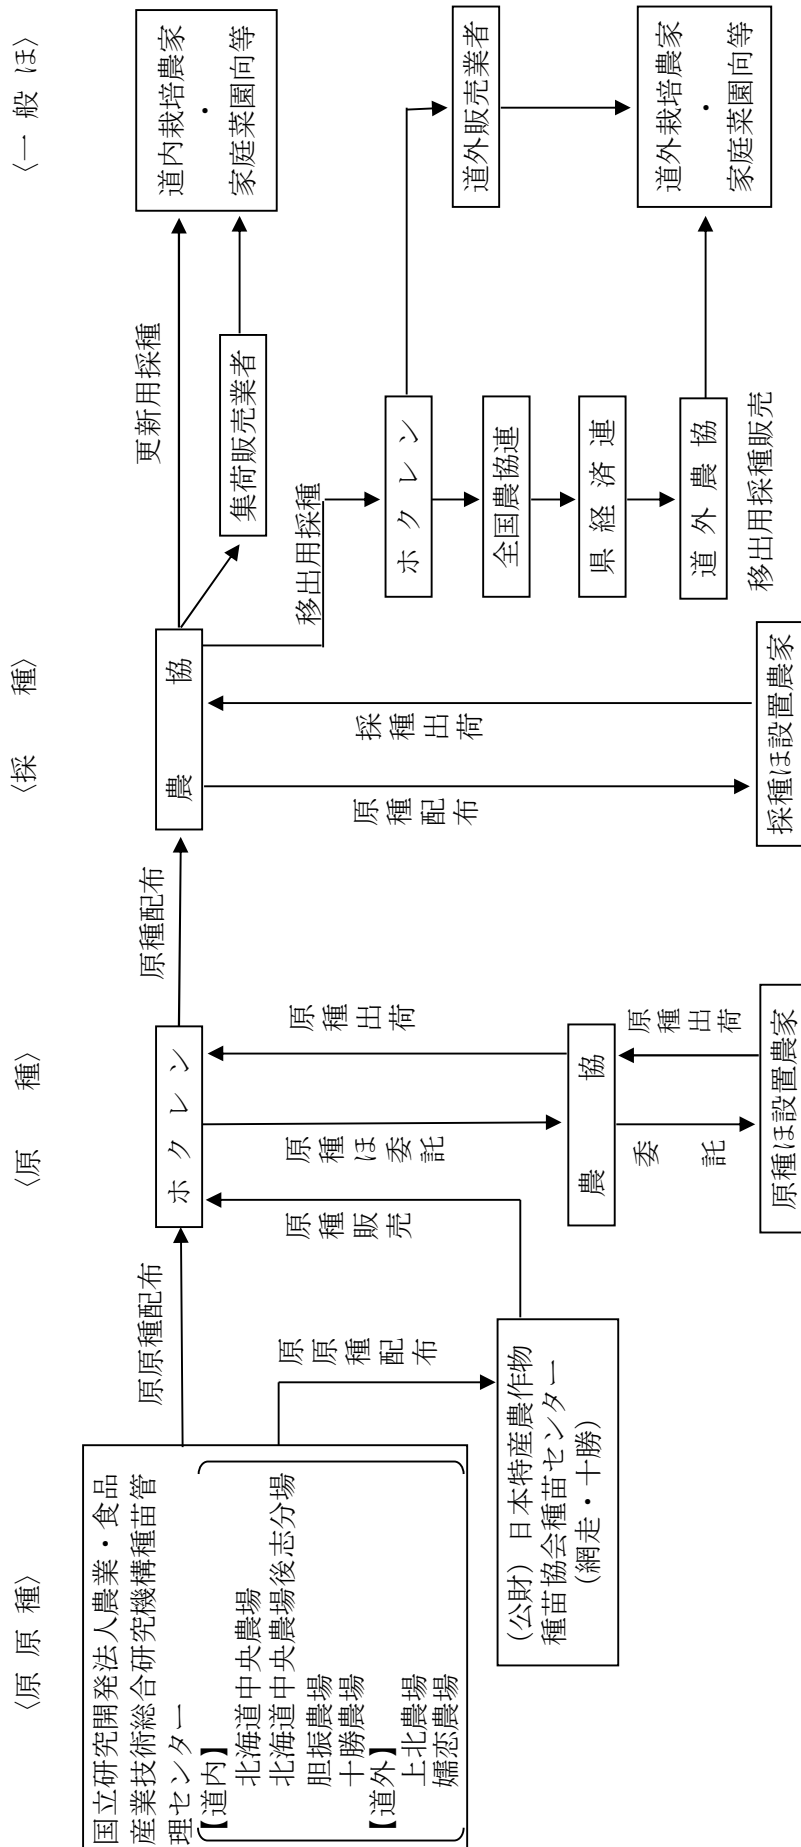 〈原 原 種〉
〈原　種〉
〈採　種〉
〈一 般 ほ〉
国立研究開発法人農業・食品
産業技術総合研究機構種苗管
理センター
【道内】
北海道中央農場
北海道中央農場後志分場
胆振農場
十勝農場
【道外】
上北農場
嬬恋農場
原原種配布
原原種配布
（公財）日本特産農作物
種苗協会種苗センター
（網走・十勝）
ホクレン
原種販売
原種ほ委託
原種出荷
農　協
委　託
原種出荷
原種ほ設置農家
原種配布
農　協
原種配布
採種出荷
採種ほ設置農家
更新用採種
集荷販売業者
道内栽培農家
・
家庭菜園向等
移出用採種
ホクレン
全国農協連
県経済連
道外農協
移出用採種販売
道外販売業者
道外栽培農家
・
家庭菜園向等